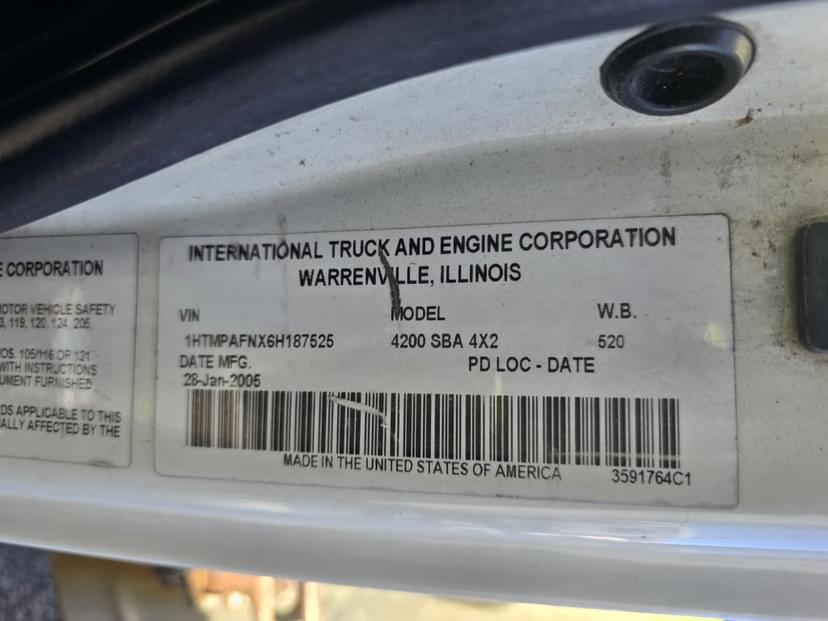 E CORPORATION
MOTOR VEHICLE SAFETY
3, 119, 120, 124, 205,
NOS. 105/116 OR 121
WITH INSTRUCTIONS
UMENT FURNISHED
DS APPLICABLE TO THIS
ALLY AFFECTED BY THE
INTERNATIONAL TRUCK AND ENGINE CORPORATION
WARRENVILLE, ILLINOIS
VIN MODEL W.B.
1HTMPAFNX6H187525 4200 SBA 4X2 520
DATE MFG. PD LOC - DATE
28-Jan-2005
MADE IN THE UNITED STATES OF AMERICA 3591764C1